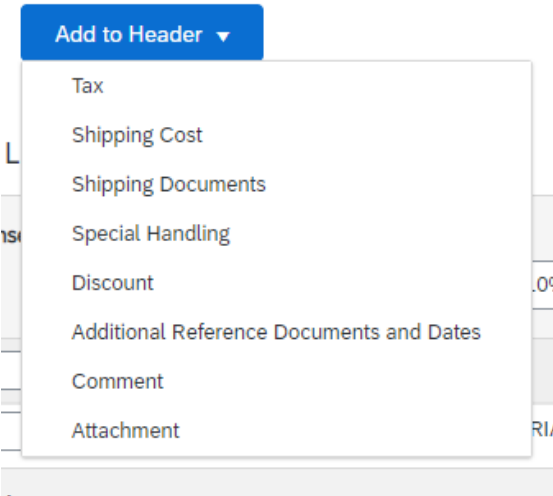 Add to Header
Tax
Shipping Cost
L
Shipping Documents
Special Handling
Discount
Additional Reference Documents and Dates
Comment
Attachment